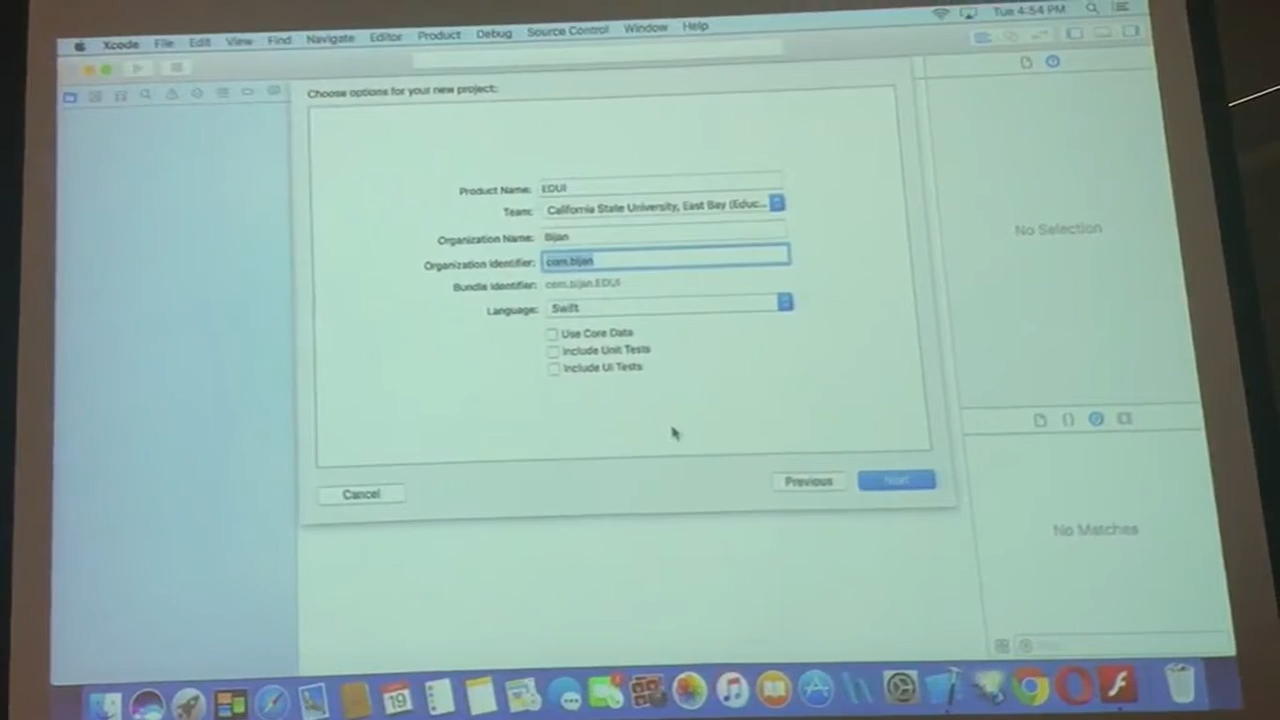 Xcode File Edit View Find Navigate Editor Product Debug Source Control Window Help Tue 4:54 PM
Choose options for your new project:
Product Name: EDUI
Team: California State University, East Bay (Educ...
Organization Name: Bijan
Organization Identifier: com.bijan
Bundle Identifier: com.bijan.EDUI
Language: Swift
Use Core Data
Include Unit Tests
Include UI Tests
Cancel
Previous
Next
No Selection
No Matches
19